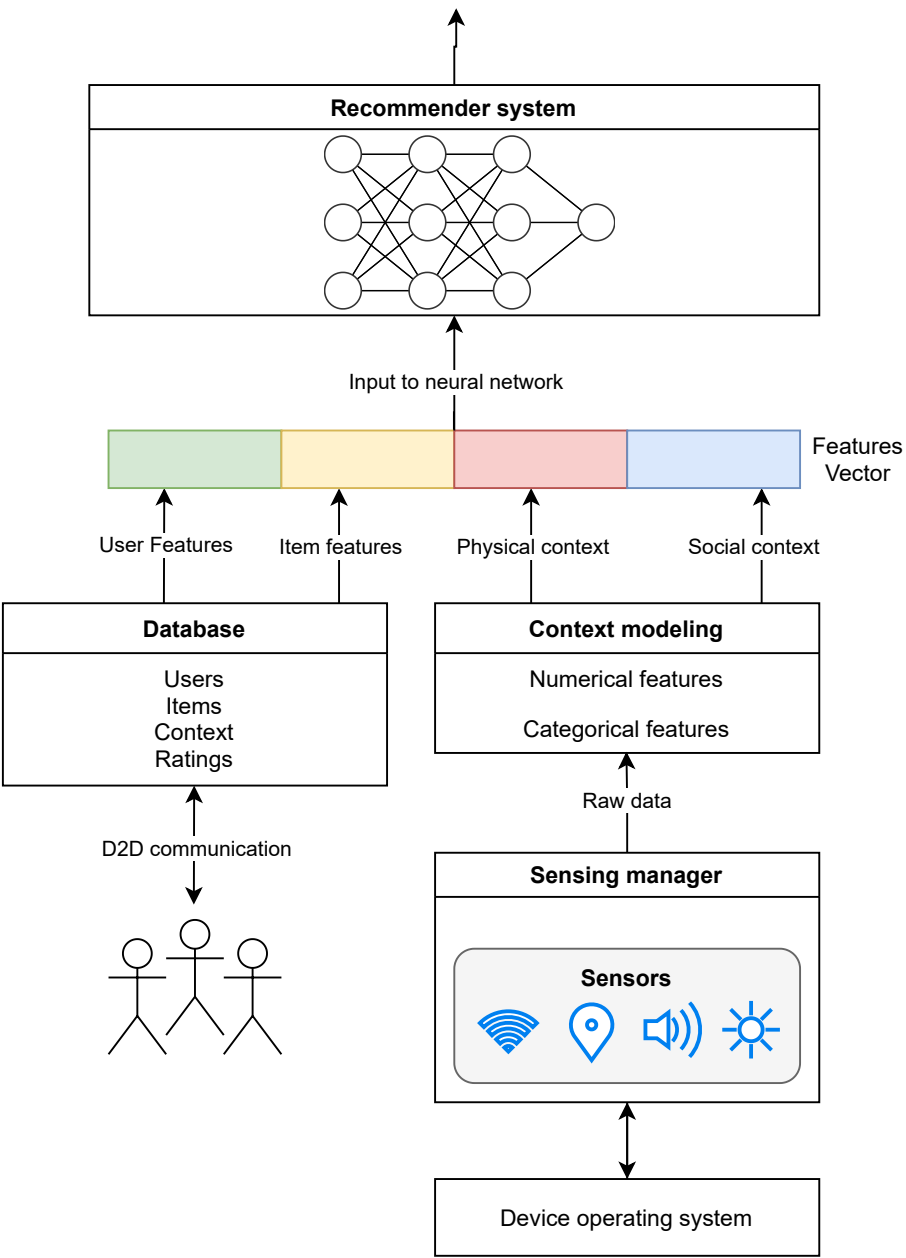 Recommender system
Input to neural network
Features
Vector
User Features
Item features
Physical context
Social context
Database
Users
Items
Context
Ratings
Context modeling
Numerical features
Categorical features
Raw data
D2D communication
Sensing manager
Sensors
Device operating system